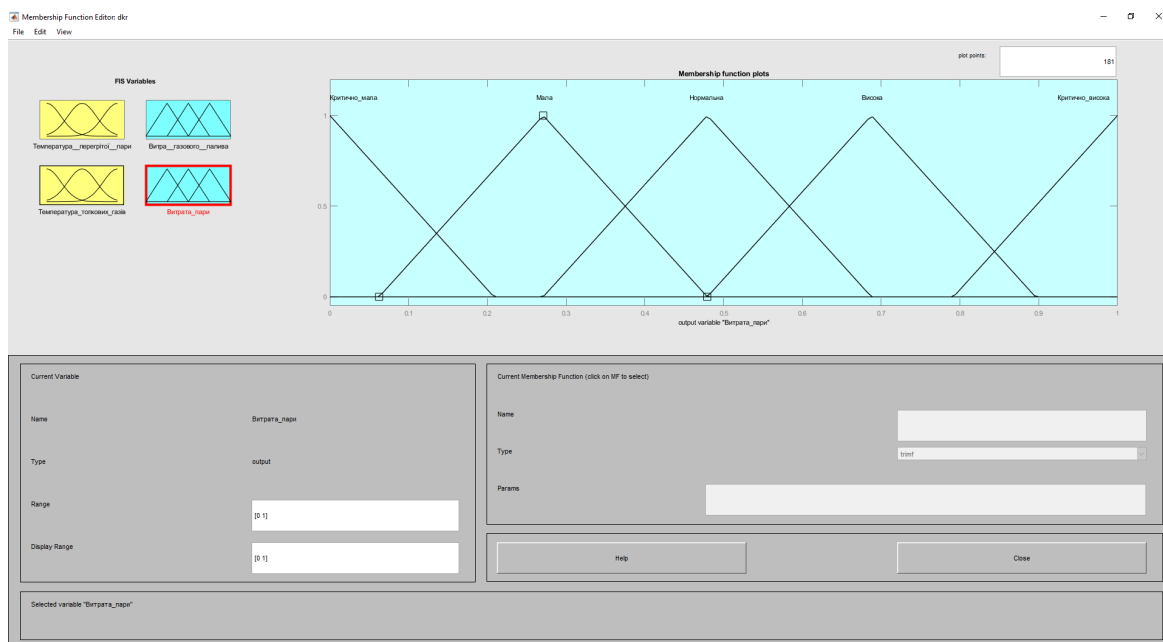 Membership Function Editor: dkr
File Edit View
plot points:
181
FIS Variables
Membership function plots
Температура__перегрітої__пари
Витра__газового__палива
Температура_топкових_газів
Витрата_пари
Критично_мала
Мала
Нормальна
Висока
Критично_висока
1
0.5
0
0 0.1 0.2 0.3 0.4 0.5 0.6 0.7 0.8 0.9 1
output variable "Витрата_пари"
Current Variable
Name Витрата_пари
Type output
Range [0 1]
Display Range [0 1]
Current Membership Function (click on MF to select)
Name
Type trimf
Params
Help
Close
Selected variable "Витрата_пари"